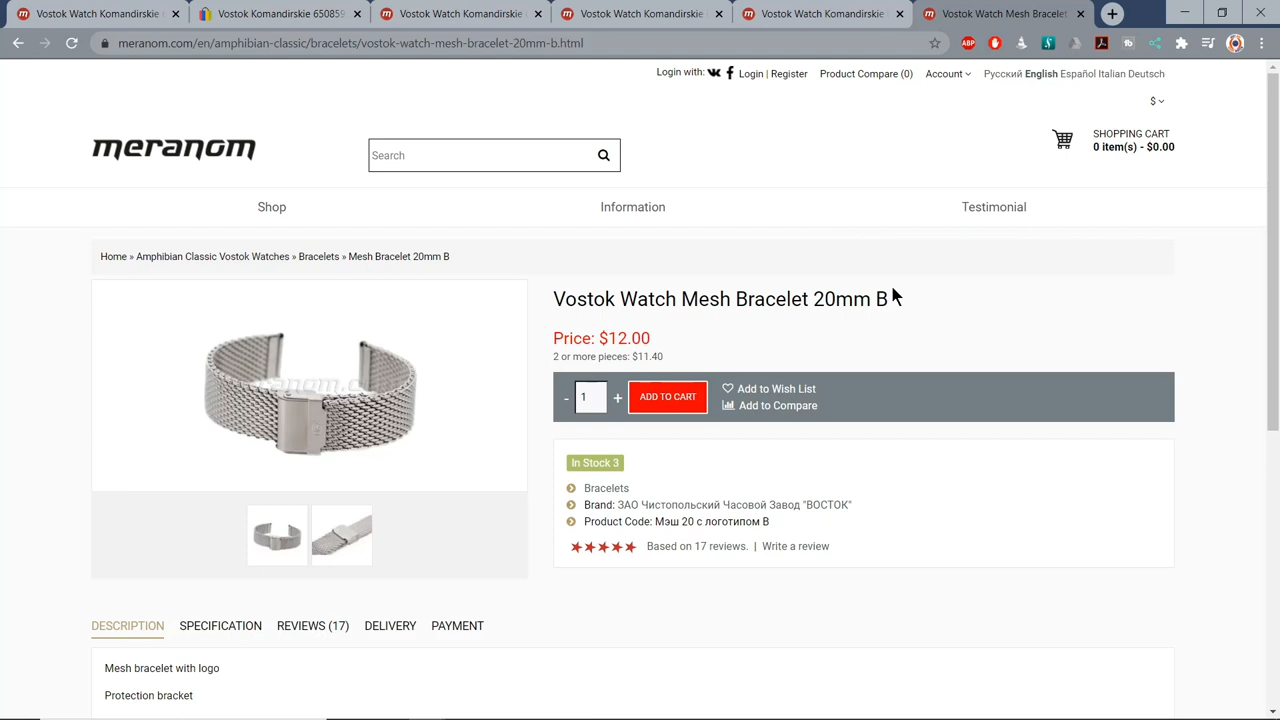 Vostok Watch Komandirskie
Vostok Komandirskie 650859
Vostok Watch Komandirskie
Vostok Watch Komandirskie
Vostok Watch Komandirskie
Vostok Watch Mesh Bracelet
meranom.com/en/amphibian-classic/bracelets/vostok-watch-mesh-bracelet-20mm-b.html
ABP
Login with: Login | Register Product Compare (0) Account Русский English Español Italian Deutsch
$
meranom
Search
SHOPPING CART
0 item(s) - $0.00
Shop Information Testimonial
Home » Amphibian Classic Vostok Watches » Bracelets » Mesh Bracelet 20mm B
Vostok Watch Mesh Bracelet 20mm B
Price: $12.00
2 or more pieces: $11.40
- 1 + ADD TO CART
Add to Wish List
Add to Compare
In Stock 3
Bracelets
Brand: ЗАО Чистопольский Часовой Завод "ВОСТОК"
Product Code: Мэш 20 с логотипом В
Based on 17 reviews. | Write a review
DESCRIPTION SPECIFICATION REVIEWS (17) DELIVERY PAYMENT
Mesh bracelet with logo
Protection bracket